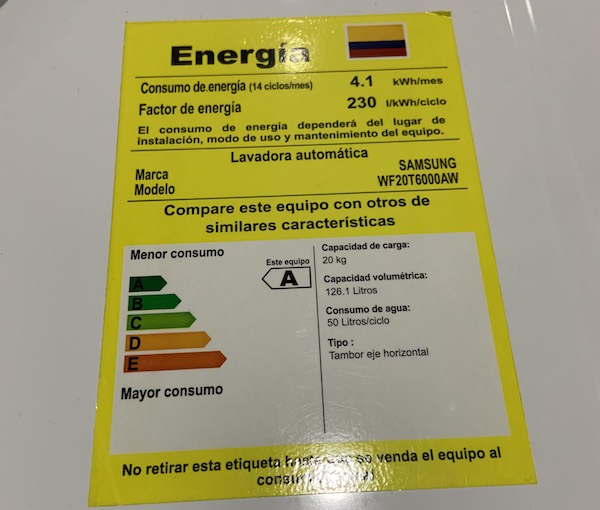 Energía
Consumo de energía (14 ciclos/mes) 4.1 kWh/mes
Factor de energía 230 l/kWh/ciclo
El consumo de energía dependerá del lugar de
instalación, modo de uso y mantenimiento del equipo.
Lavadora automática
Marca SAMSUNG
Modelo WF20T6000AW
Compare este equipo con otros de
similares características
Menor consumo
Este equipo
A
A
B
C
D
E
Mayor consumo
Capacidad de carga:
20 kg
Capacidad volumétrica:
126.1 Litros
Consumo de agua:
50 Litros/ciclo
Tipo :
Tambor eje horizontal
No retirar esta etiqueta hasta que se venda el equipo al